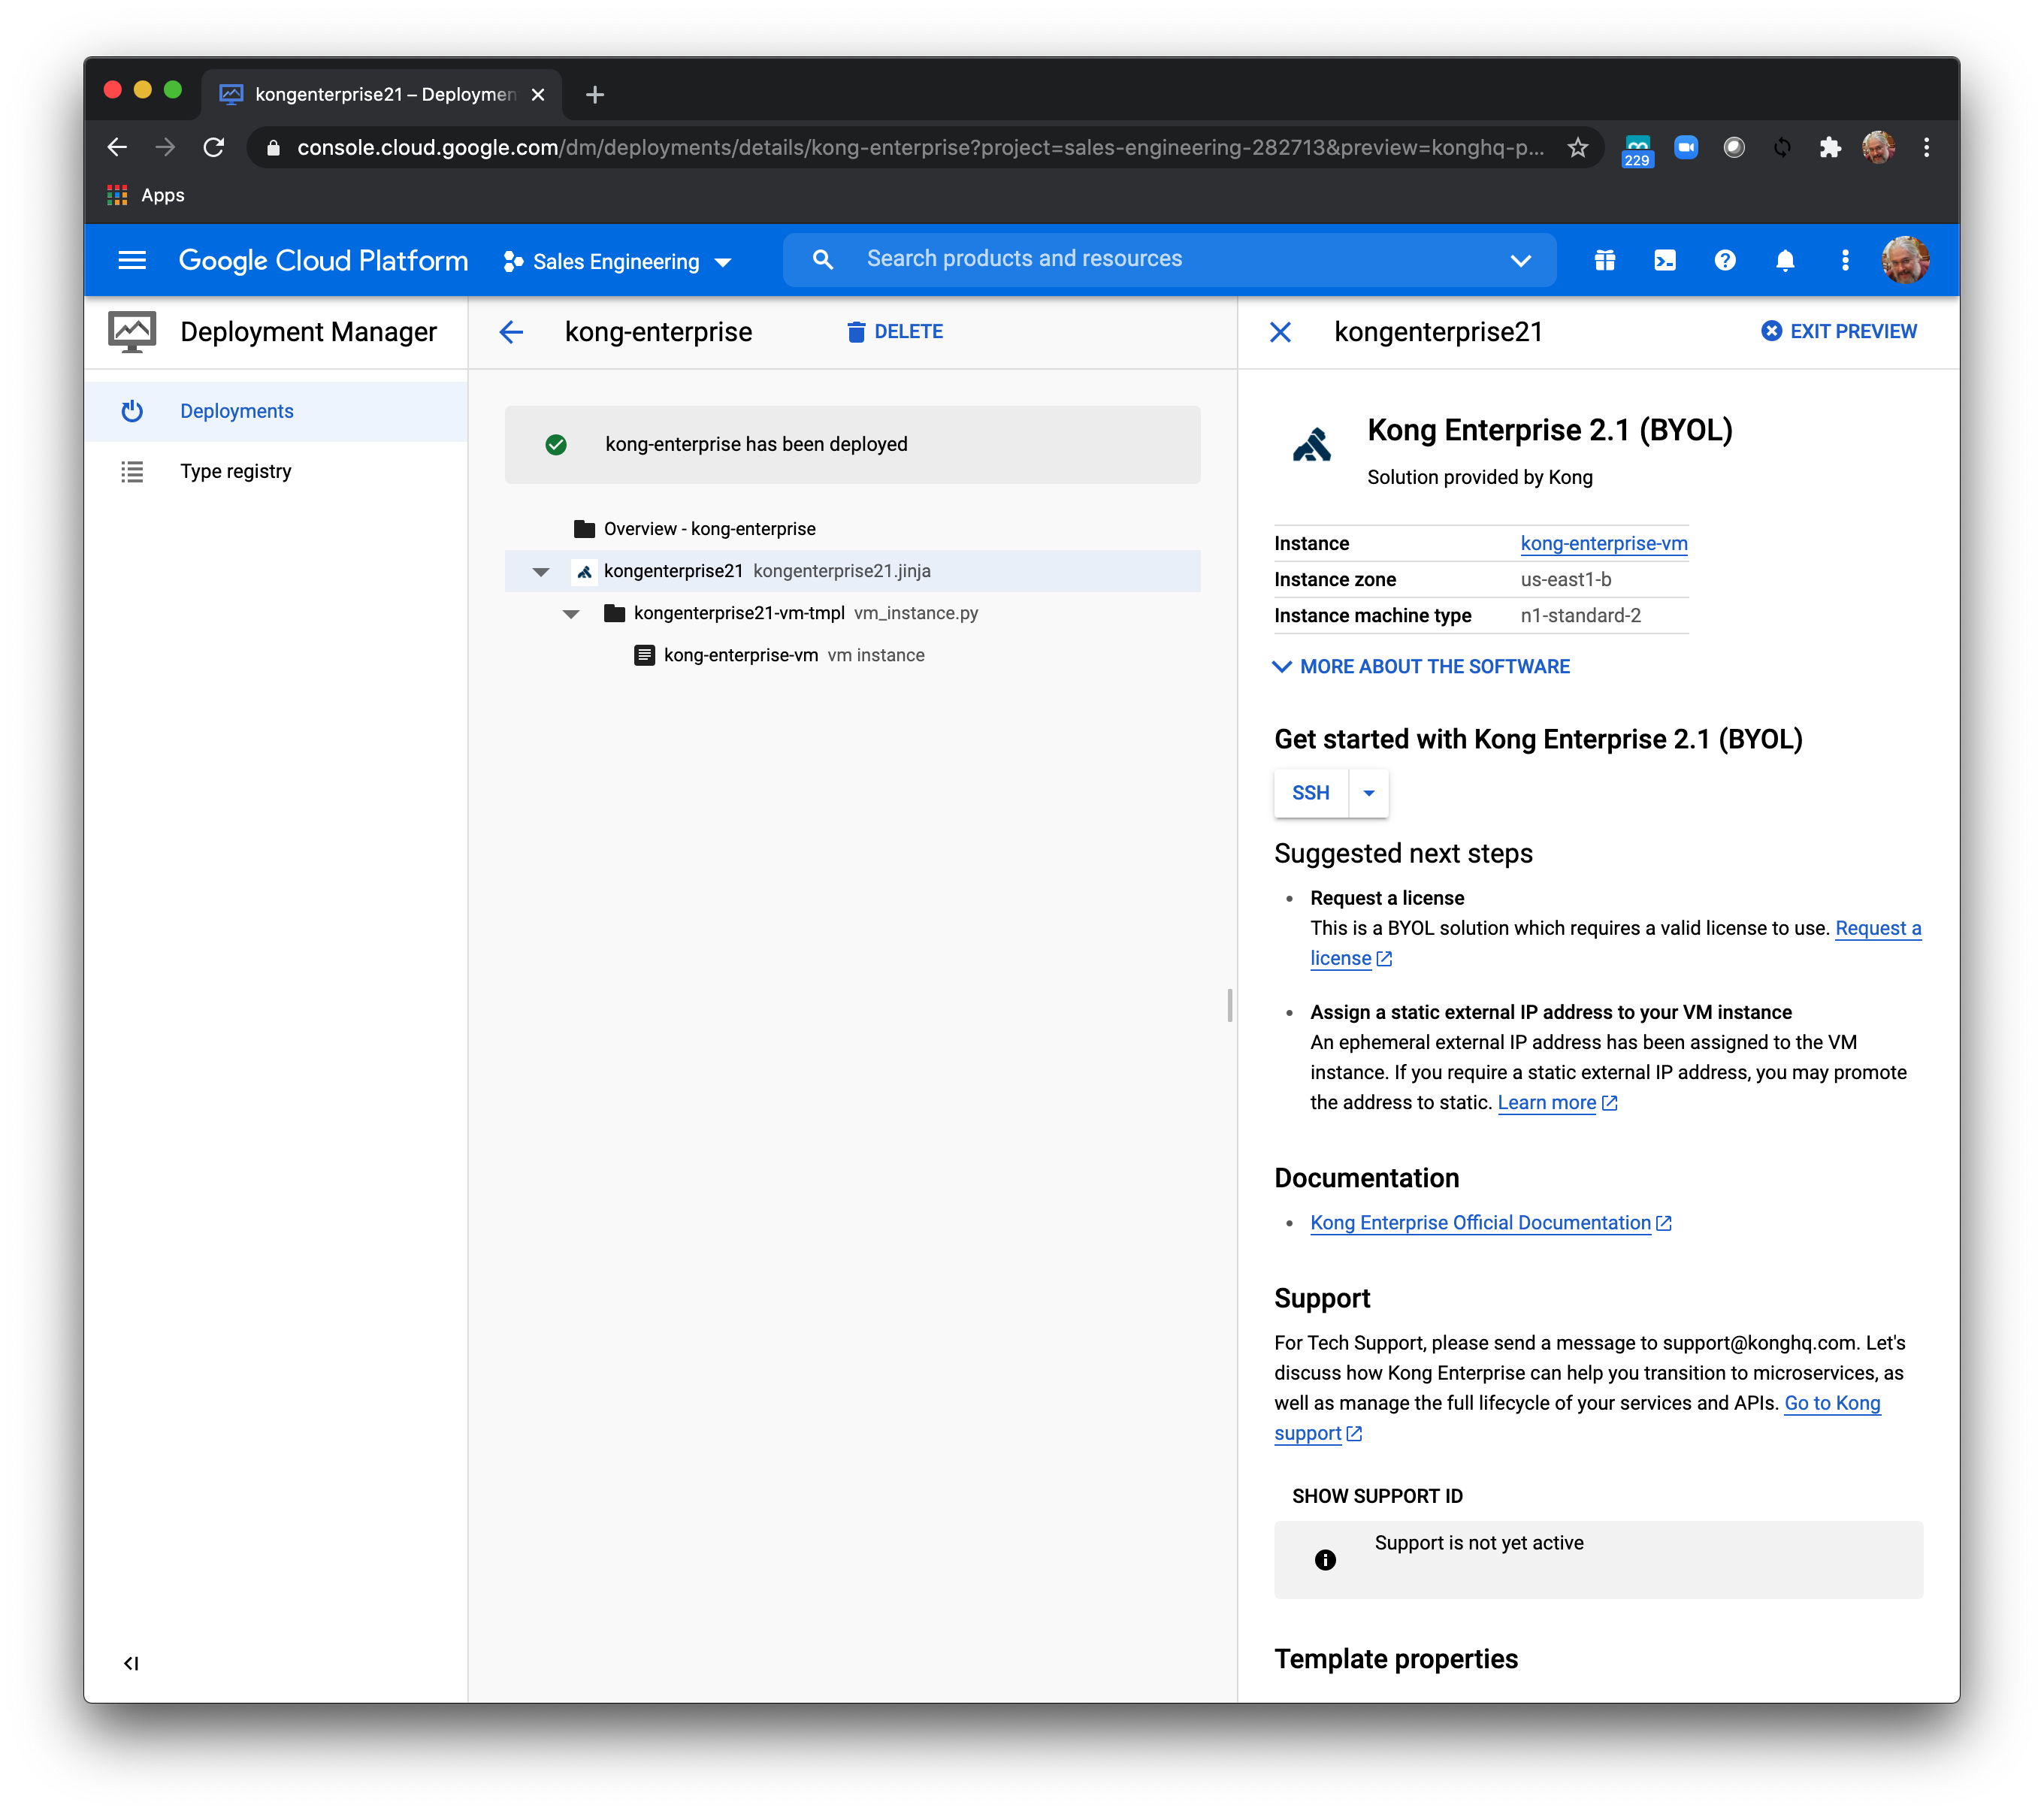 kongenterprise21 – Deploymen
console.cloud.google.com/dm/deployments/details/kong-enterprise?project=sales-engineering-282713&preview=konghq-p...
229
Apps
Google Cloud Platform
Sales Engineering
Search products and resources
Deployment Manager
Deployments
Type registry
kong-enterprise
DELETE
kong-enterprise has been deployed
Overview - kong-enterprise
kongenterprise21 kongenterprise21.jinja
kongenterprise21-vm-tmpl vm_instance.py
kong-enterprise-vm vm instance
kongenterprise21
EXIT PREVIEW
Kong Enterprise 2.1 (BYOL)
Solution provided by Kong
Instance kong-enterprise-vm
Instance zone us-east1-b
Instance machine type n1-standard-2
MORE ABOUT THE SOFTWARE
Get started with Kong Enterprise 2.1 (BYOL)
SSH
Suggested next steps
• Request a license
This is a BYOL solution which requires a valid license to use. Request a
license
• Assign a static external IP address to your VM instance
An ephemeral external IP address has been assigned to the VM
instance. If you require a static external IP address, you may promote
the address to static. Learn more
Documentation
• Kong Enterprise Official Documentation
Support
For Tech Support, please send a message to support@konghq.com. Let's
discuss how Kong Enterprise can help you transition to microservices, as
well as manage the full lifecycle of your services and APIs. Go to Kong
support
SHOW SUPPORT ID
Support is not yet active
Template properties